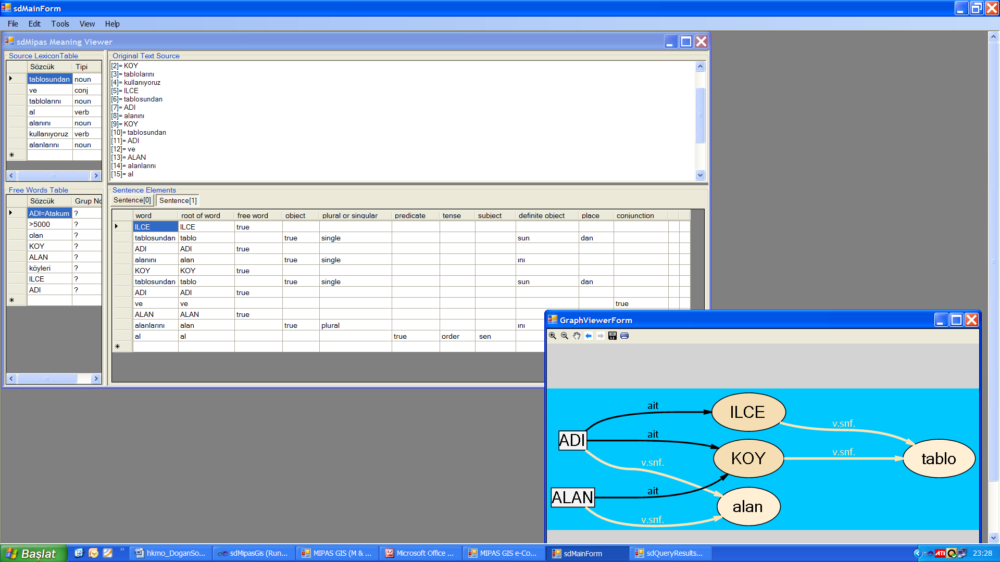 sdMainForm
File Edit Tools View Help
sdMipas Meaning Viewer
Source LexiconTable
Sözcük Tipi
tablosundan noun
ve conj
tablolarını noun
al verb
alanını noun
kullanıyoruz verb
alanlarını noun
Original Text Source
[2]= KOY
[3]= tablolarını
[4]= kullanıyoruz
[5]= ILCE
[6]= tablosundan
[7]= ADI
[8]= alanını
[9]= KOY
[10]= tablosundan
[11]= ADI
[12]= ve
[13]= ALAN
[14]= alanlarını
[15]= al
Free Words Table
Sözcük Grup No
ADI=Atakum ?
>5000 ?
olan ?
KOY ?
ALAN ?
köyleri ?
ILCE ?
ADI ?
Sentence Elements
Sentence[0] Sentence[1]
word root of word free word object plural or singular predicate tense subject definite object place conjunction
ILCE ILCE true
tablosundan tablo true single sun dan
ADI ADI true
alanını alan true single ını
KOY KOY true
tablosundan tablo true single sun dan
ADI ADI true
ve ve true
ALAN ALAN true
alanlarını alan true plural ını
al al true order sen
GraphViewerForm
ait ILCE
v.snf.
ADI ait
KOY v.snf. tablo
v.snf.
ALAN ait
alan
v.snf.
Başlat
hkmo_DoganSo... sdMipasGis (Run... MIPAS GIS (M & ... Microsoft Office ... MIPAS GIS e-Co... sdMainForm sdQueryResults... ATI 23:28